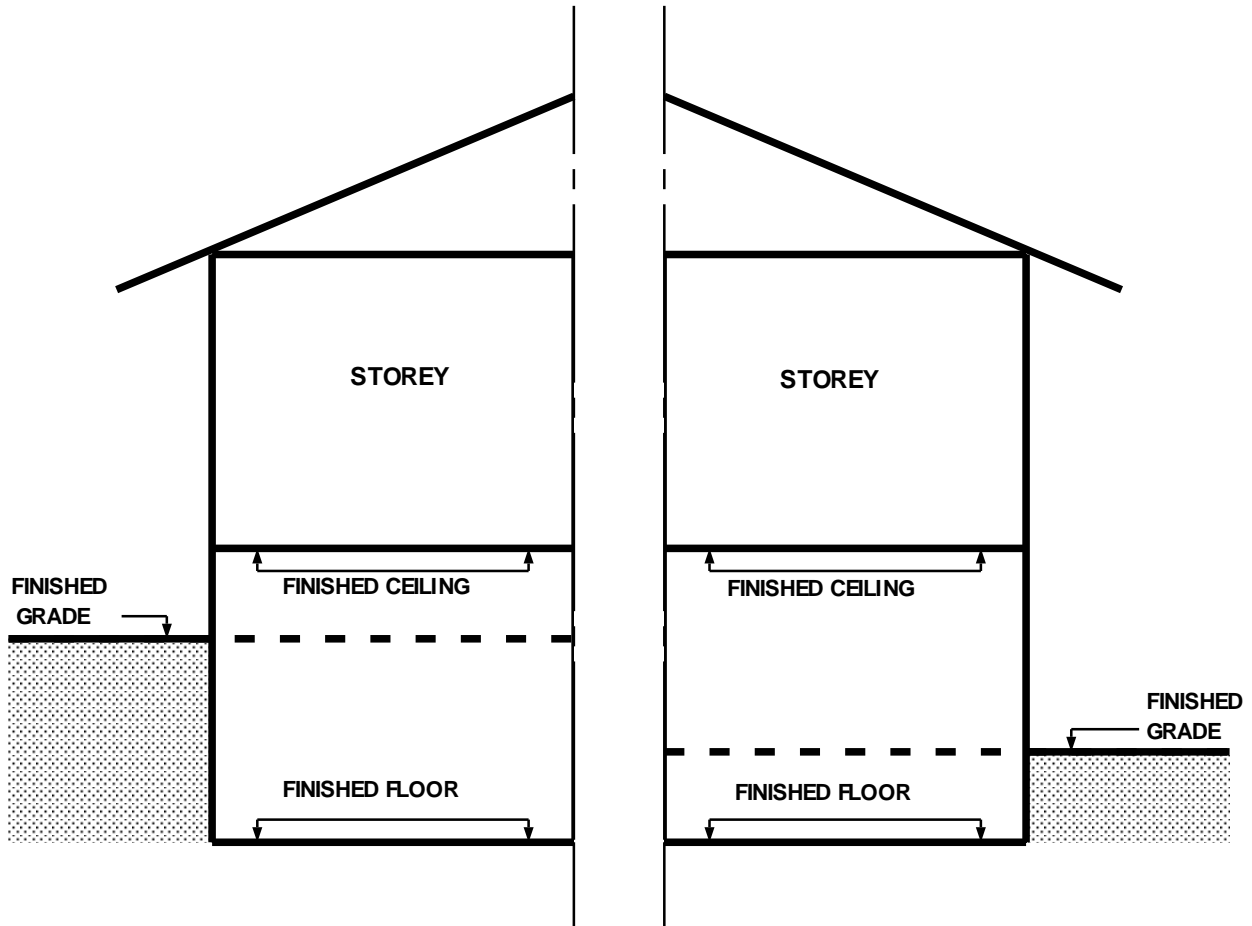 STOREY
STOREY
FINISHED CEILING
FINISHED CEILING
FINISHED
GRADE
FINISHED
GRADE
FINISHED FLOOR
FINISHED FLOOR